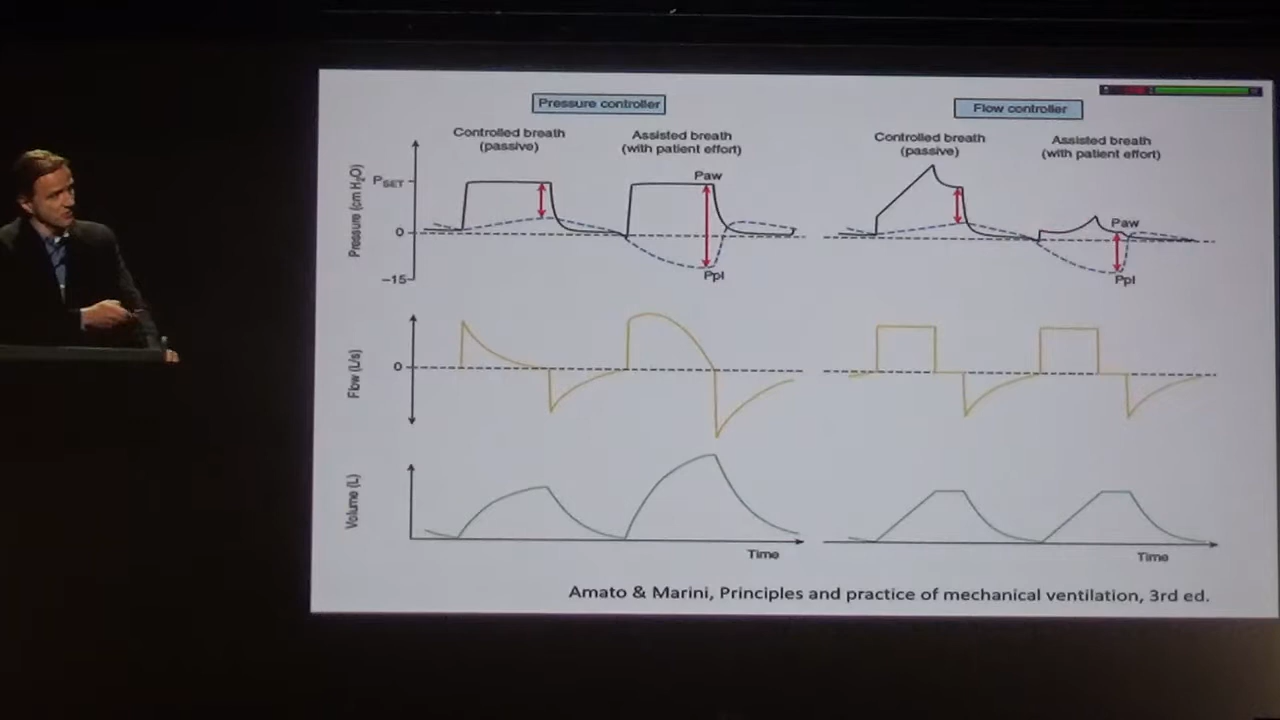 Pressure controller
Flow controller
Controlled breath
(passive)
Assisted breath
(with patient effort)
Controlled breath
(passive)
Assisted breath
(with patient effort)
Pressure (cm H₂O)
PSET
0
–15
Paw
Ppl
Paw
Ppl
Flow (L/s)
0
Volume (L)
Time
Time
Amato & Marini, Principles and practice of mechanical ventilation, 3rd ed.